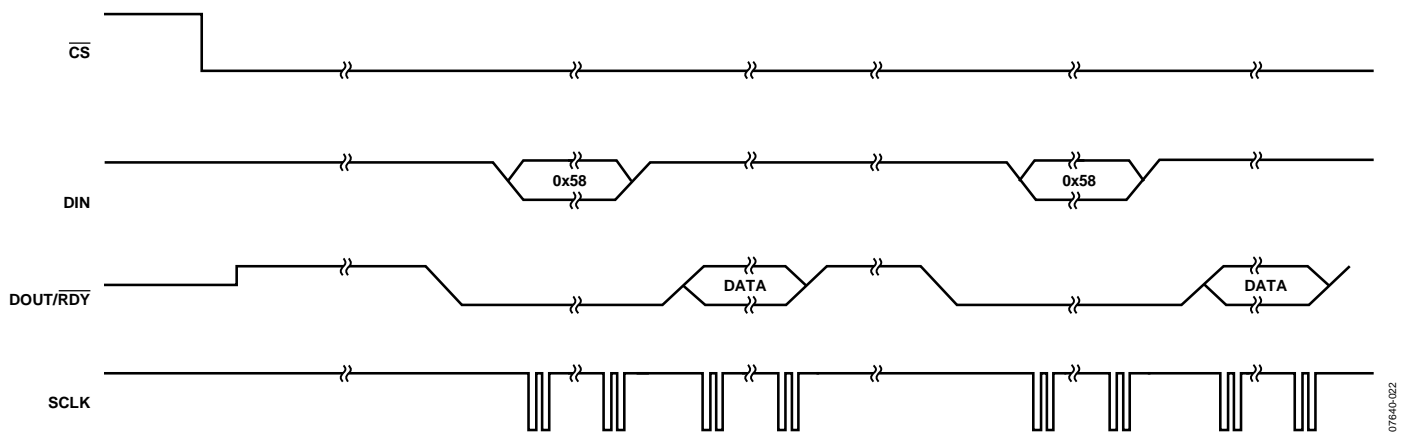 CS
DIN
0x58
0x58
DOUT/RDY
DATA
DATA
SCLK
07640-022